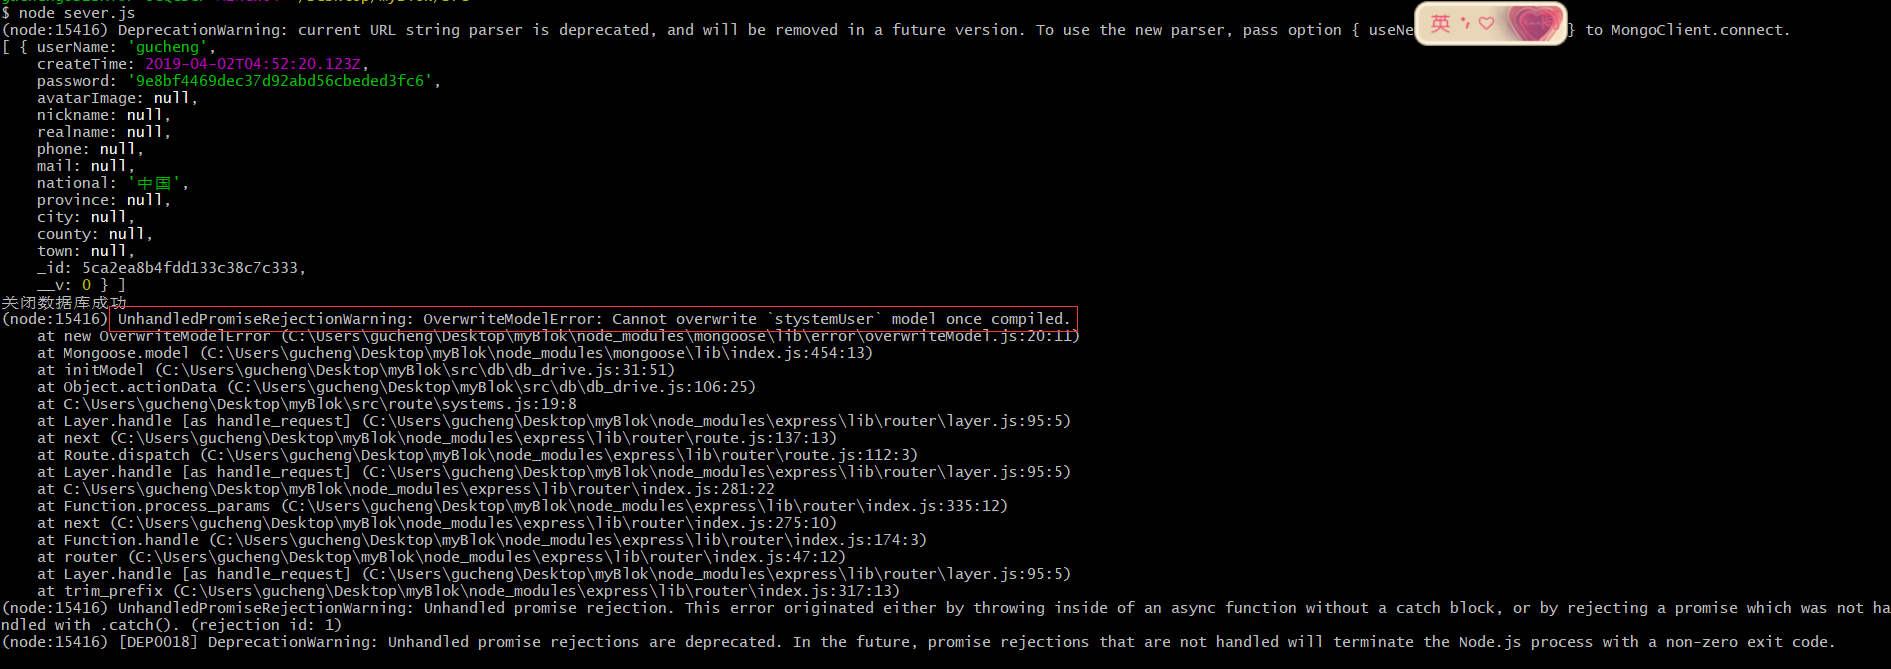 $ node sever.js
(node:15416) DeprecationWarning: current URL string parser is deprecated, and will be removed in a future version. To use the new parser, pass option { useNe 英 } to MongoClient.connect.
[ { userName: 'gucheng',
createTime: 2019-04-02T04:52:20.123Z,
password: '9e8bf4469dec37d92abd56cbeded3fc6',
avatarImage: null,
nickname: null,
realname: null,
phone: null,
mail: null,
national: '中国',
province: null,
city: null,
county: null,
town: null,
_id: 5ca2ea8b4fdd133c38c7c333,
__v: 0 } ]
关闭数据库成功
(node:15416) UnhandledPromiseRejectionWarning: OverwriteModelError: Cannot overwrite `stystemUser` model once compiled.
at new OverwriteModelError (C:\Users\gucheng\Desktop\myBlok\node_modules\mongoose\lib\error\overwriteModel.js:20:11)
at Mongoose.model (C:\Users\gucheng\Desktop\myBlok\node_modules\mongoose\lib\index.js:454:13)
at initModel (C:\Users\gucheng\Desktop\myBlok\src\db\db_drive.js:31:51)
at Object.actionData (C:\Users\gucheng\Desktop\myBlok\src\db\db_drive.js:106:25)
at C:\Users\gucheng\Desktop\myBlok\src\route\systems.js:19:8
at Layer.handle [as handle_request] (C:\Users\gucheng\Desktop\myBlok\node_modules\express\lib\router\layer.js:95:5)
at next (C:\Users\gucheng\Desktop\myBlok\node_modules\express\lib\router\route.js:137:13)
at Route.dispatch (C:\Users\gucheng\Desktop\myBlok\node_modules\express\lib\router\route.js:112:3)
at Layer.handle [as handle_request] (C:\Users\gucheng\Desktop\myBlok\node_modules\express\lib\router\layer.js:95:5)
at C:\Users\gucheng\Desktop\myBlok\node_modules\express\lib\router\index.js:281:22
at Function.process_params (C:\Users\gucheng\Desktop\myBlok\node_modules\express\lib\router\index.js:335:12)
at next (C:\Users\gucheng\Desktop\myBlok\node_modules\express\lib\router\index.js:275:10)
at Function.handle (C:\Users\gucheng\Desktop\myBlok\node_modules\express\lib\router\index.js:174:3)
at router (C:\Users\gucheng\Desktop\myBlok\node_modules\express\lib\router\index.js:47:12)
at Layer.handle [as handle_request] (C:\Users\gucheng\Desktop\myBlok\node_modules\express\lib\router\layer.js:95:5)
at trim_prefix (C:\Users\gucheng\Desktop\myBlok\node_modules\express\lib\router\index.js:317:13)
(node:15416) UnhandledPromiseRejectionWarning: Unhandled promise rejection. This error originated either by throwing inside of an async function without a catch block, or by rejecting a promise which was not ha
ndled with .catch(). (rejection id: 1)
(node:15416) [DEP0018] DeprecationWarning: Unhandled promise rejections are deprecated. In the future, promise rejections that are not handled will terminate the Node.js process with a non-zero exit code.